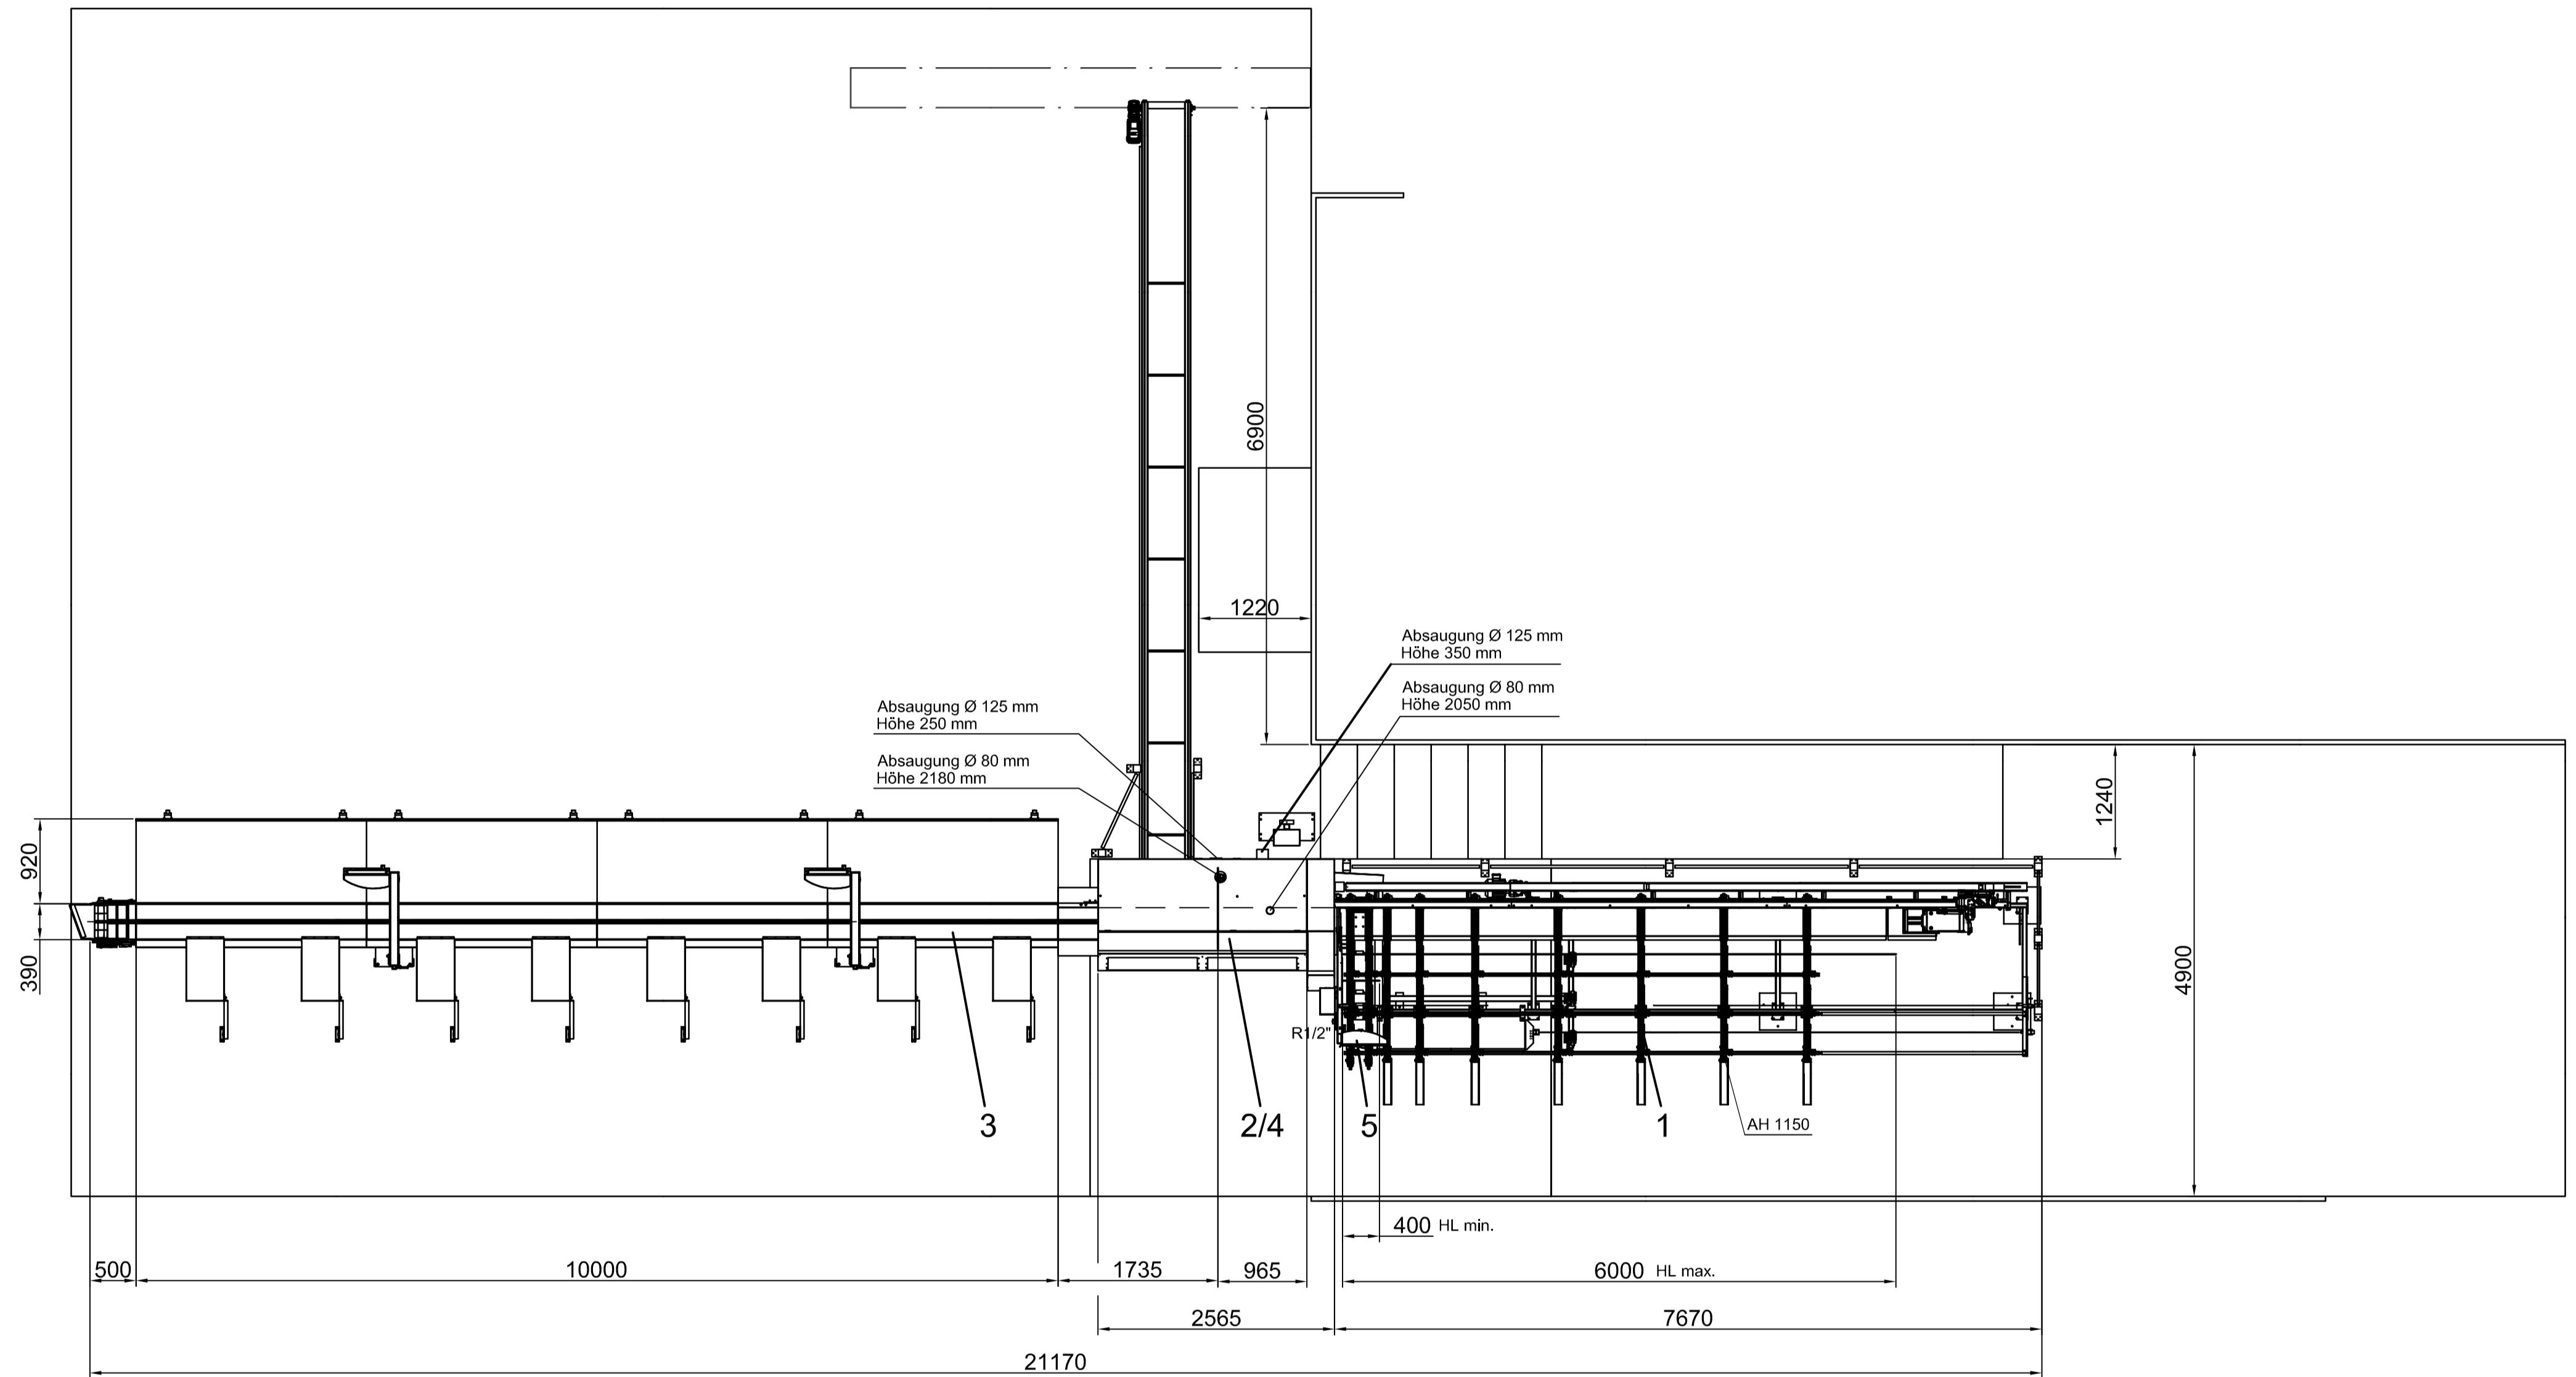 6900
1220
Absaugung Ø 125 mm
Höhe 350 mm
Absaugung Ø 80 mm
Höhe 2050 mm
Absaugung Ø 125 mm
Höhe 250 mm
Absaugung Ø 80 mm
Höhe 2180 mm
1240
920
390
4900
R1/2"
3
2/4
5
1
AH 1150
400 HL min.
500
10000
1735
965
6000 HL max.
2565
7670
21170